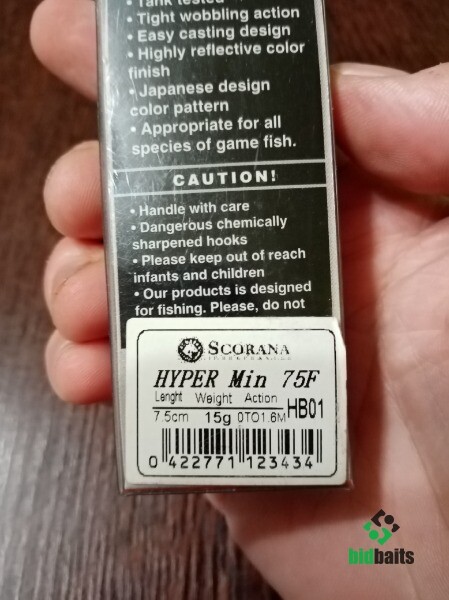 • Tank tested
• Tight wobbling action
• Easy casting design
• Highly reflective color
finish
• Japanese design
color pattern
• Appropriate for all
species of game fish.
CAUTION!
• Handle with care
• Dangerous chemically
sharpened hooks
• Please keep out of reach
infants and children
• Our products is designed
for fishing. Please, do not
SCORANA
HYPER Min 75F
Lenght Weight Action
7.5cm 15g 0TO1.6M HB01
0 422771 123434
bidbaits